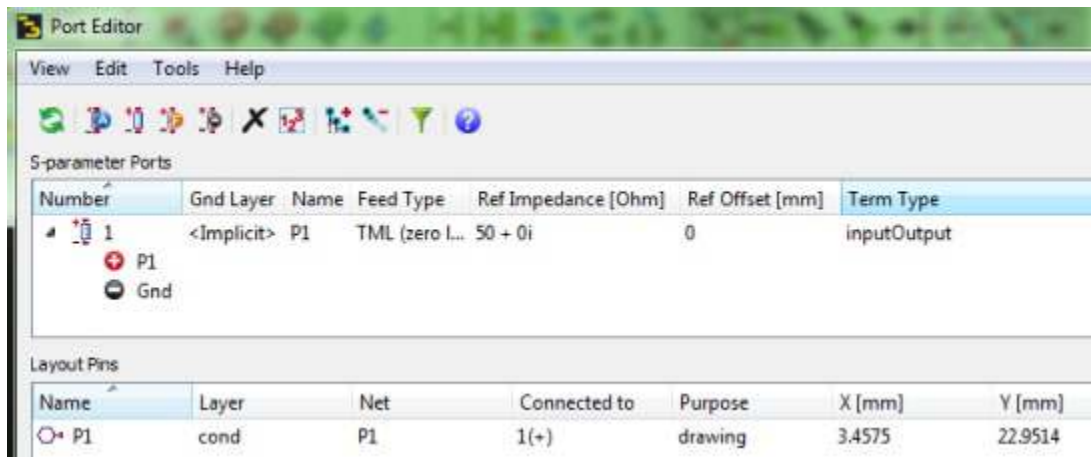 Port Editor
View Edit Tools Help
S-parameter Ports
Number Gnd Layer Name Feed Type Ref Impedance [Ohm] Ref Offset [mm] Term Type
1 <Implicit> P1 TML (zero l... 50 + 0i 0 inputOutput
P1
Gnd
Layout Pins
Name Layer Net Connected to Purpose X [mm] Y [mm]
P1 cond P1 1(+) drawing 3.4575 22.9514